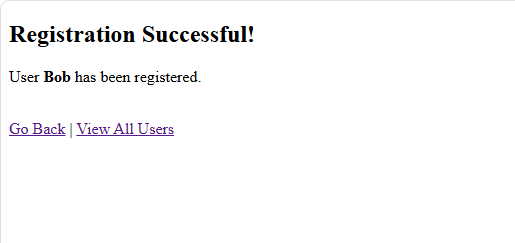 Registration Successful!
User Bob has been registered.
Go Back | View All Users